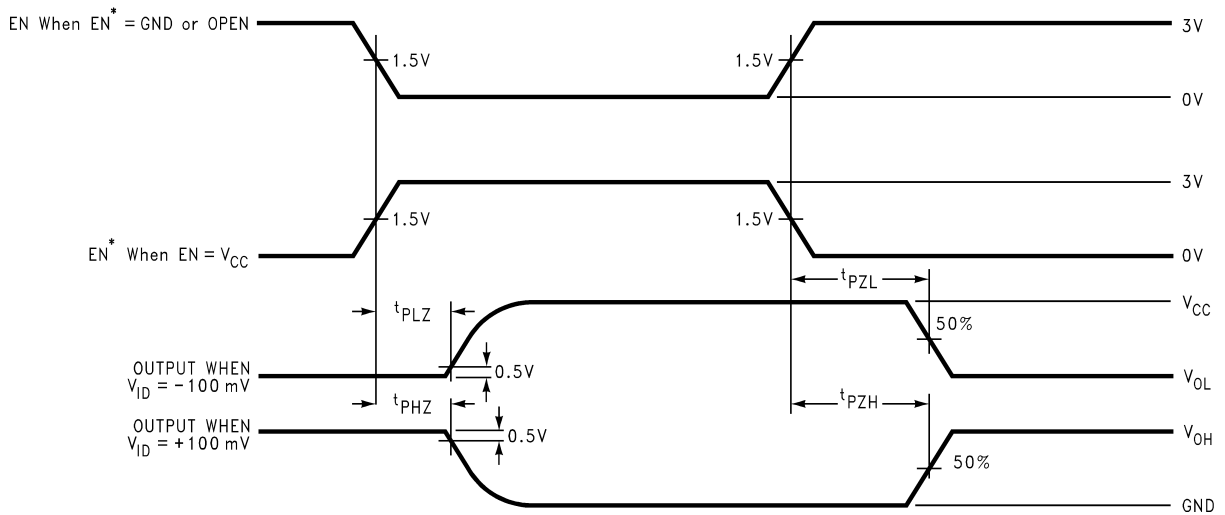 EN When EN* = GND or OPEN
3V
1.5V
1.5V
0V
3V
1.5V
1.5V
EN* When EN = VCC
0V
tPZL
tPLZ
VCC
50%
OUTPUT WHEN
VID = −100 mV
0.5V
VOL
tPHZ
tPZH
OUTPUT WHEN
VID = +100 mV
0.5V
VOH
50%
GND